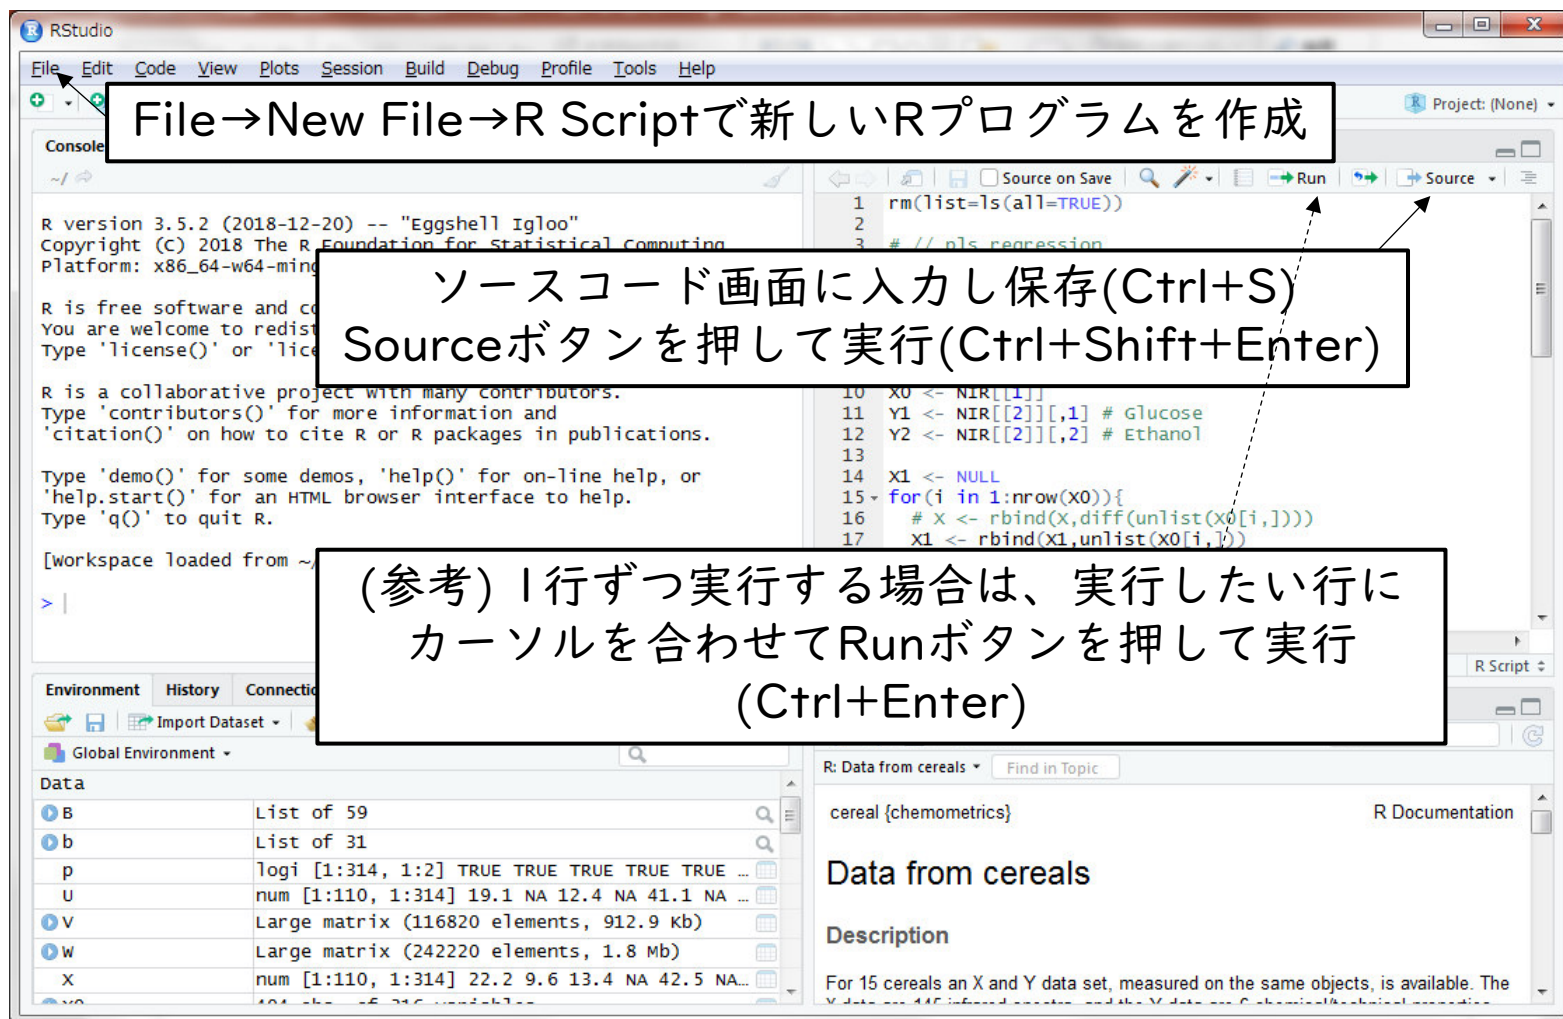 RStudio
File Edit Code View Plots Session Build Debug Profile Tools Help
File→New File→R Scriptで新しいRプログラムを作成
Project: (None)
Console
~/
R version 3.5.2 (2018-12-20) -- "Eggshell Igloo"
Copyright (C) 2018 The R Foundation for Statistical Computing
Platform: x86_64-w64-ming
R is free software and co
You are welcome to redist
Type 'license()' or 'lice
R is a collaborative project with many contributors.
Type 'contributors()' for more information and
'citation()' on how to cite R or R packages in publications.
Type 'demo()' for some demos, 'help()' for on-line help, or
'help.start()' for an HTML browser interface to help.
Type 'q()' to quit R.
[Workspace loaded from ~/
>
Source on Save Run Source
1 rm(list=ls(all=TRUE))
2
3 # // pls regression
ソースコード画面に入力し保存(Ctrl+S)
Sourceボタンを押して実行(Ctrl+Shift+Enter)
10 X0 <- NIR[[1]]
11 Y1 <- NIR[[2]][,1] # Glucose
12 Y2 <- NIR[[2]][,2] # Ethanol
13
14 X1 <- NULL
15 for(i in 1:nrow(X0)){
16 # X <- rbind(X,diff(unlist(X0[i,])))
17 X1 <- rbind(X1,unlist(X0[i,]))
(参考) 1行ずつ実行する場合は、実行したい行に
カーソルを合わせてRunボタンを押して実行
(Ctrl+Enter)
R Script
Environment History Connectio
Import Dataset
Global Environment
Data
B List of 59
b List of 31
p logi [1:314, 1:2] TRUE TRUE TRUE TRUE TRUE …
U num [1:110, 1:314] 19.1 NA 12.4 NA 41.1 NA …
V Large matrix (116820 elements, 912.9 Kb)
W Large matrix (242220 elements, 1.8 Mb)
X num [1:110, 1:314] 22.2 9.6 13.4 NA 42.5 NA…
R: Data from cereals Find in Topic
cereal {chemometrics} R Documentation
Data from cereals
Description
For 15 cereals an X and Y data set, measured on the same objects, is available. The